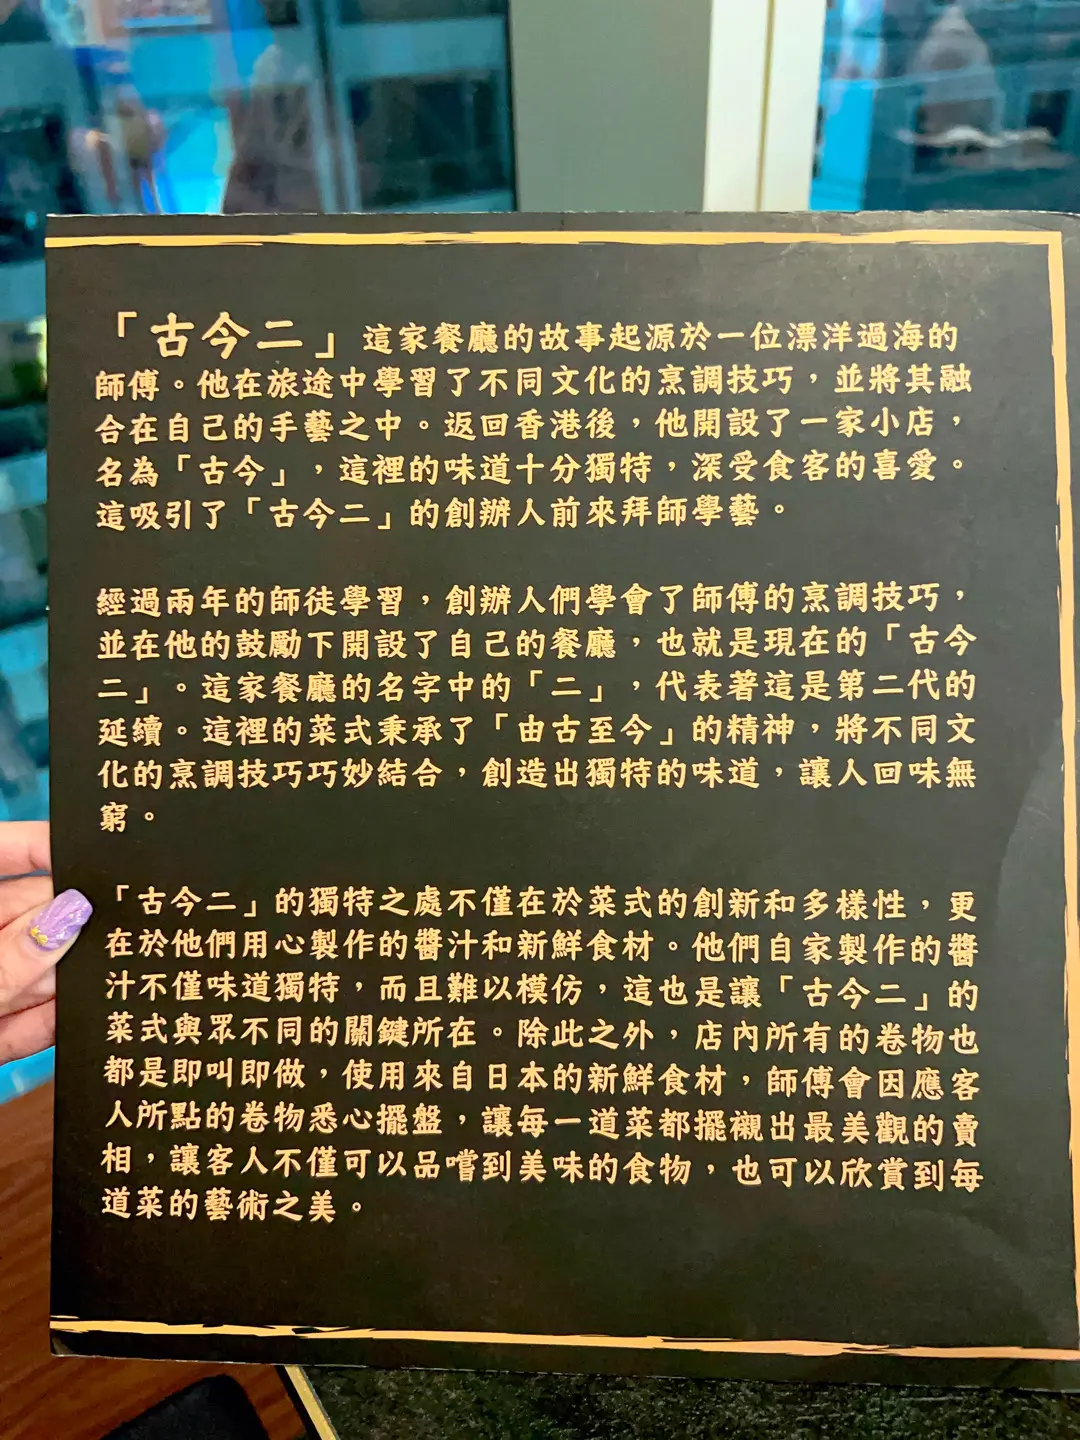 「古今二」這家餐廳的故事起源於一位漂洋過海的
師傅。他在旅途中學習了不同文化的烹調技巧，並將其融
合在自己的手藝之中。返回香港後，他開設了一家小店，
名為「古今」，這裡的味道十分獨特，深受食客的喜愛。
這吸引了「古今二」的創辦人前來拜師學藝。
經過兩年的師徒學習，創辦人們學會了師傅的烹調技巧，
並在他的鼓勵下開設了自己的餐廳，也就是現在的「古今
二」。這家餐廳的名字中的「二」，代表著這是第二代的
延續。這裡的菜式秉承了「由古至今」的精神，將不同文
化的烹調技巧巧妙結合，創造出獨特的味道，讓人回味無
窮。
「古今二」的獨特之處不僅在於菜式的創新和多樣性，更
在於他們用心製作的醬汁和新鮮食材。他們自家製作的醬
汁不僅味道獨特，而且難以模仿，這也是讓「古今二」的
菜式與眾不同的關鍵所在。除此之外，店內所有的卷物也
都是即叫即做，使用來自日本的新鮮食材，師傅會因應客
人所點的卷物悉心擺盤，讓每一道菜都擺襯出最美觀的賣
相，讓客人不僅可以品嚐到美味的食物，也可以欣賞到每
道菜的藝術之美。